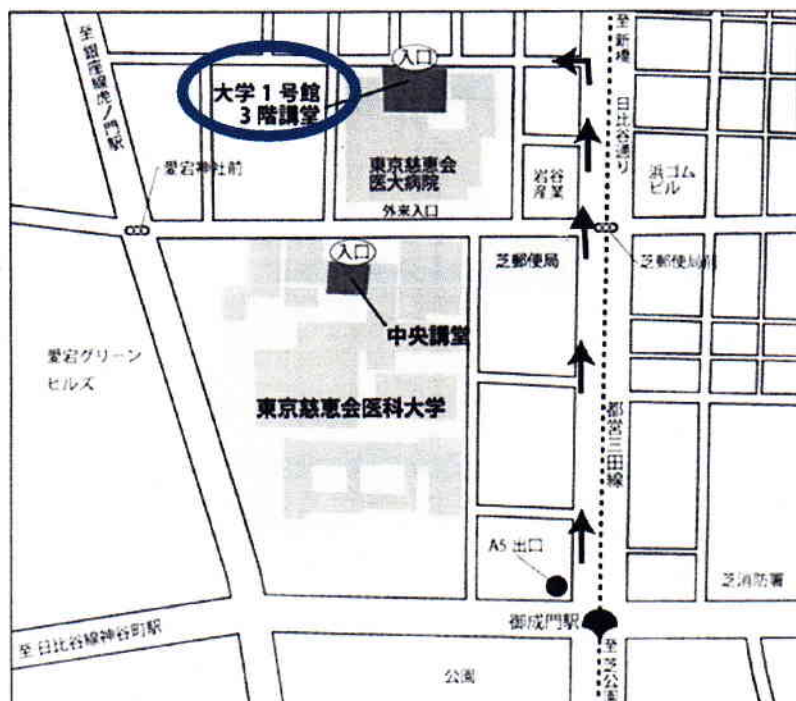 至 銀座線虎ノ門駅
入口
大学1号館
3階講堂
至 新橋
日比谷通り
愛宕神社前
東京慈恵会
医大病院
外来入口
岩谷
産業
浜ゴム
ビル
入口
芝郵便局
芝郵便局前
中央講堂
愛宕グリーン
ヒルズ
東京慈恵会医科大学
都営三田線
A5 出口
芝消防署
御成門駅
至 日比谷線神谷町駅
公園
至 芝公園